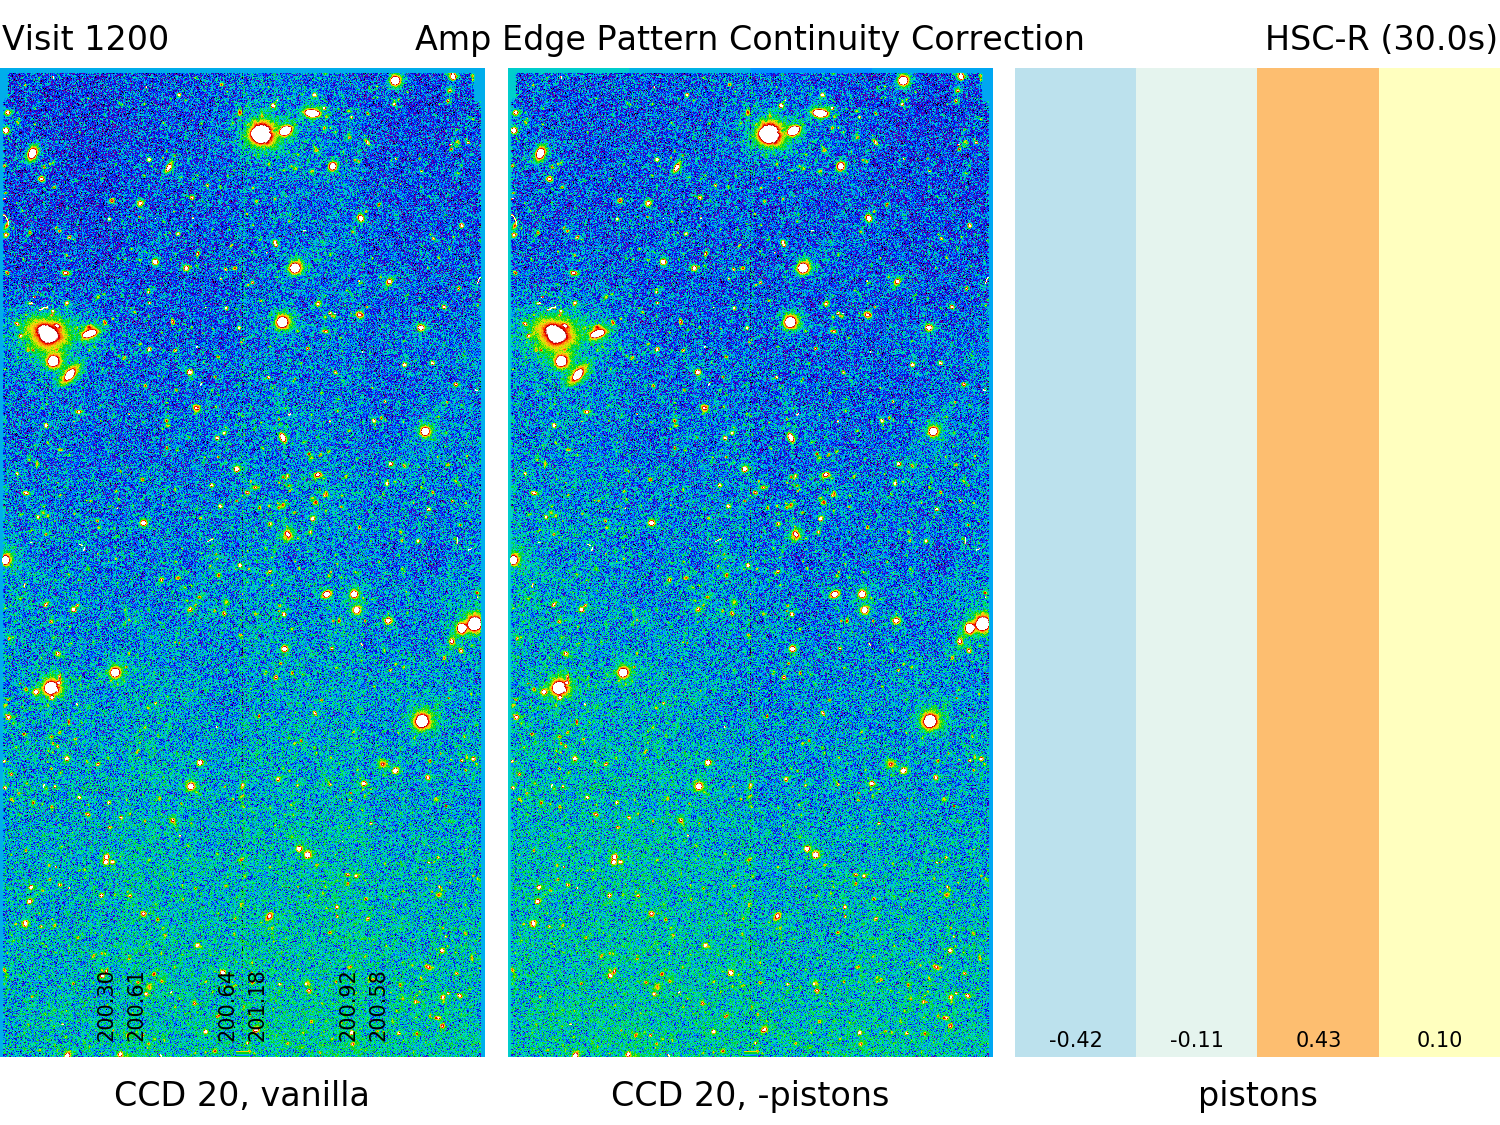 Visit 1200
Amp Edge Pattern Continuity Correction
HSC-R (30.0s)
200.30
200.61
200.64
201.18
200.92
200.58
-0.42
-0.11
0.43
0.10
CCD 20, vanilla
CCD 20, -pistons
pistons